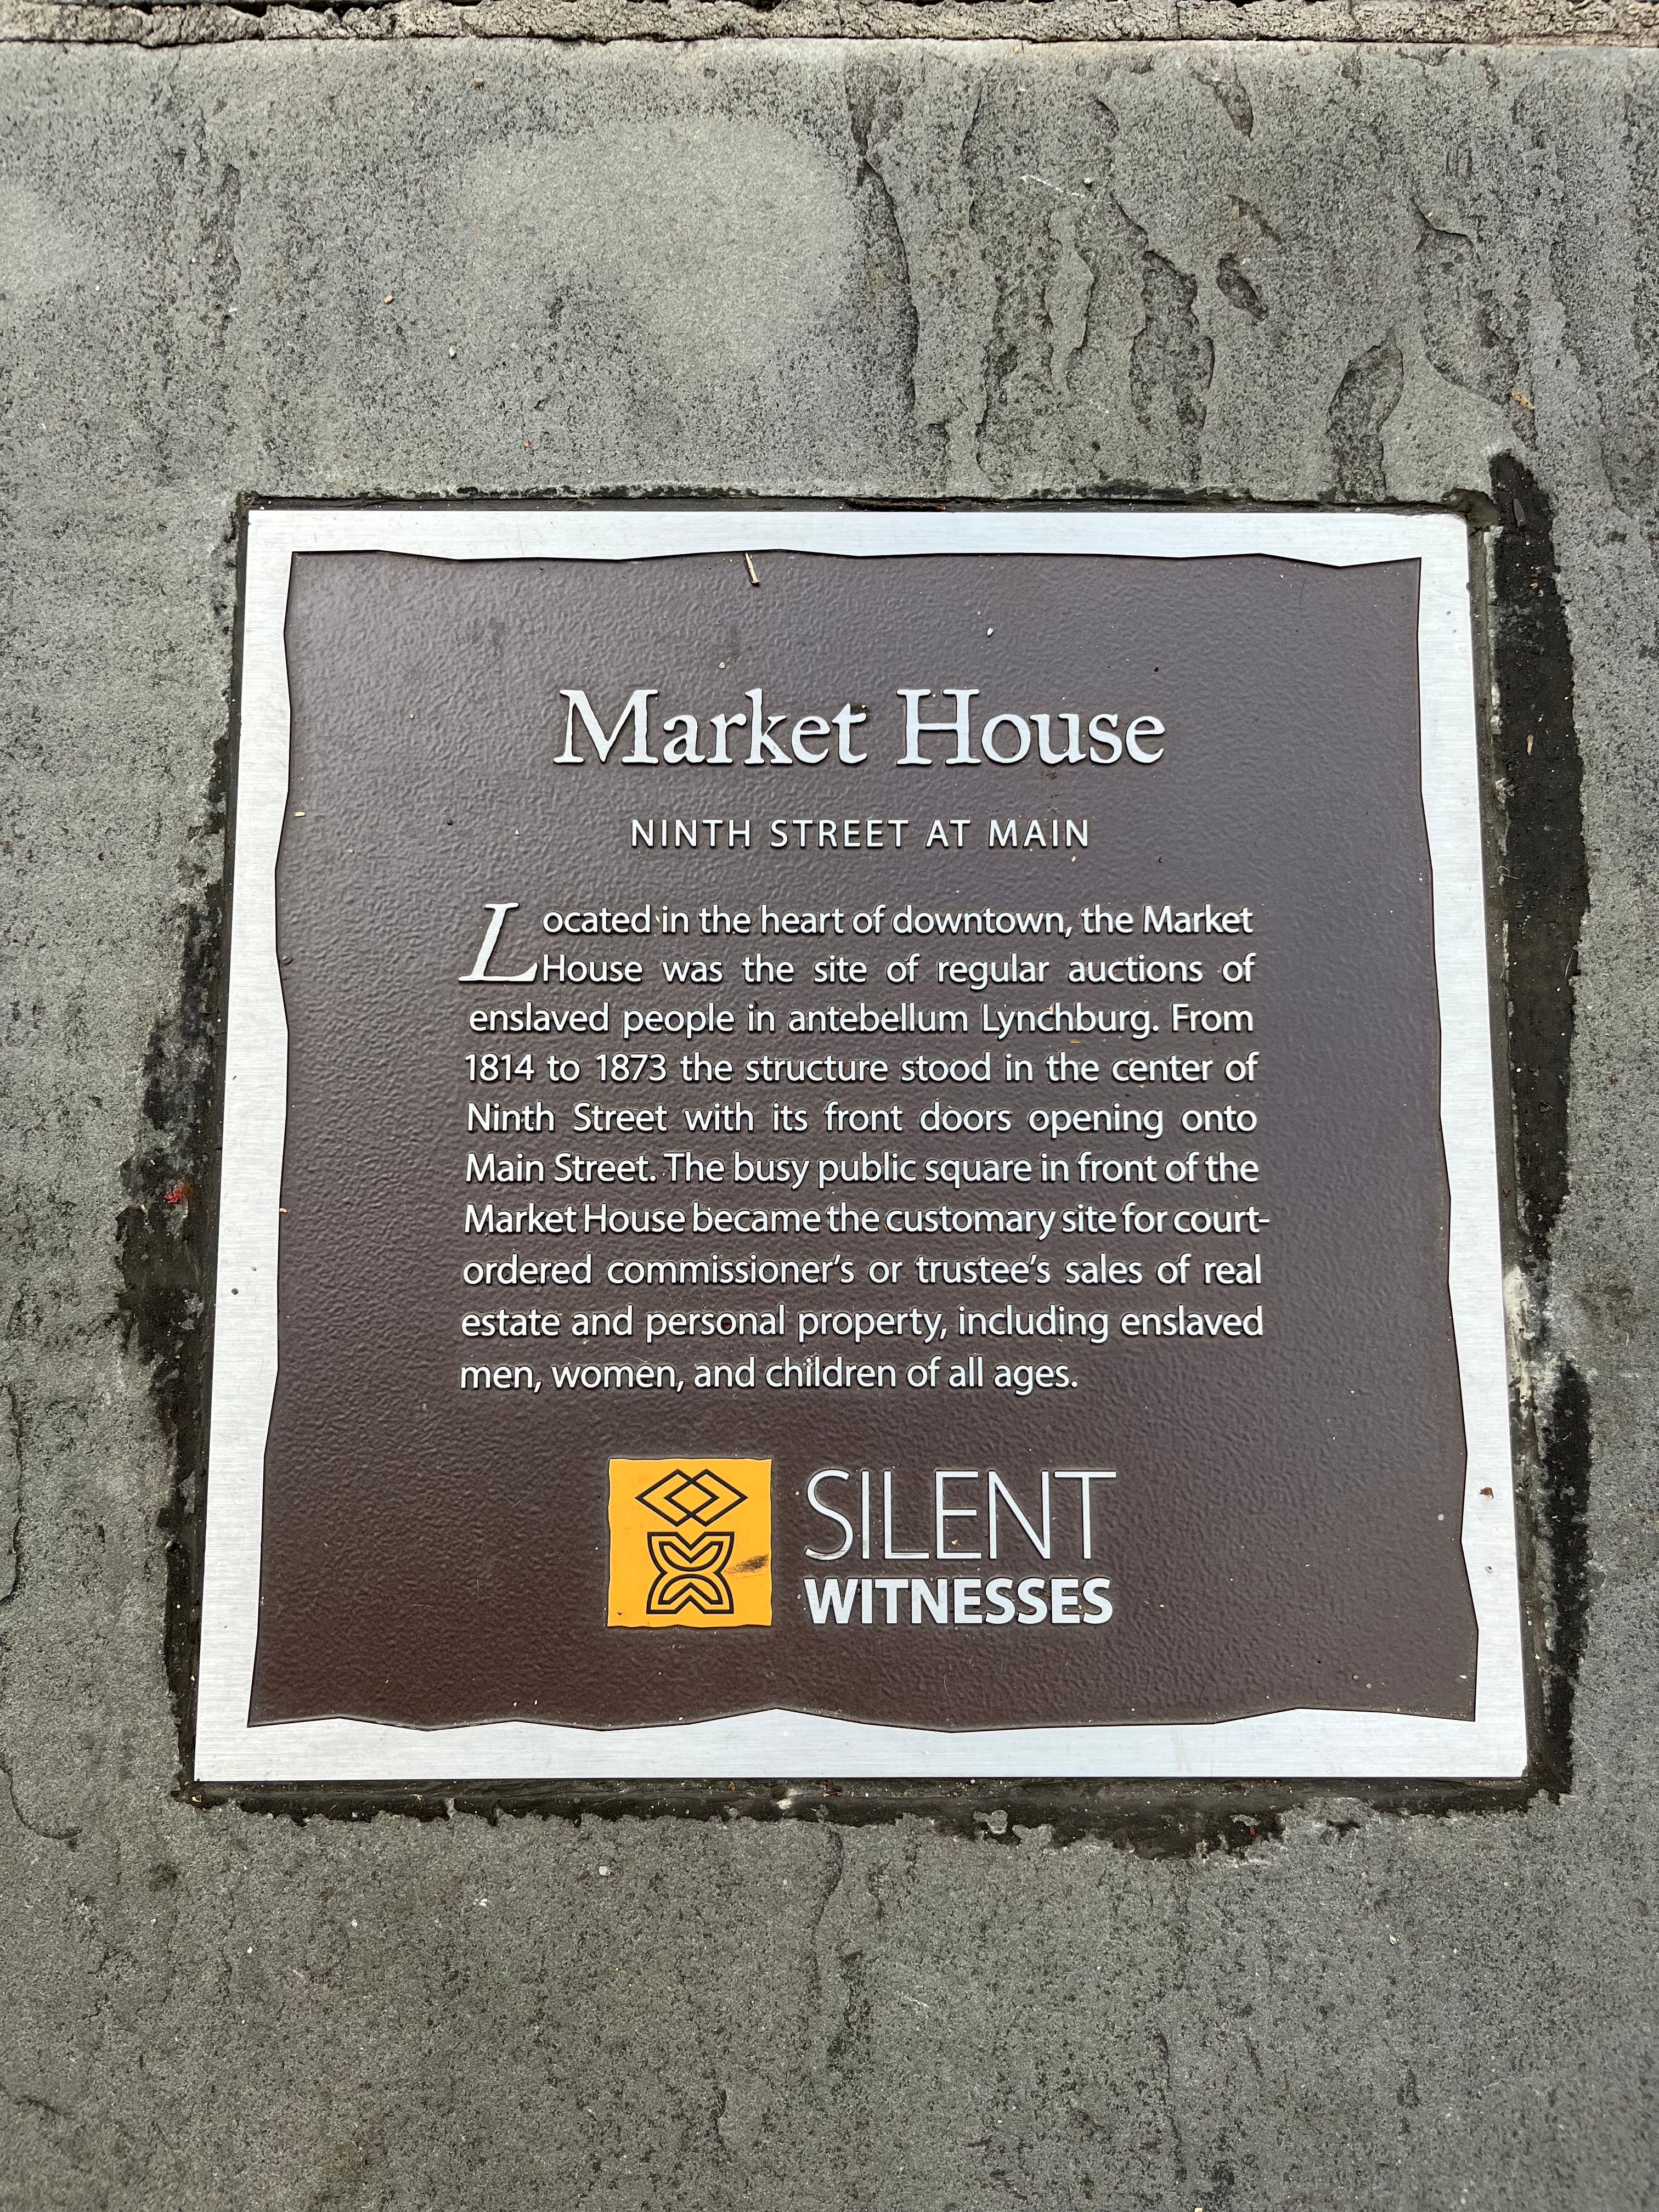 Market House
NINTH STREET AT MAIN
Located in the heart of downtown, the Market
House was the site of regular auctions of
enslaved people in antebellum Lynchburg. From
1814 to 1873 the structure stood in the center of
Ninth Street with its front doors opening onto
Main Street. The busy public square in front of the
Market House became the customary site for court-
ordered commissioner's or trustee's sales of real
estate and personal property, including enslaved
men, women, and children of all ages.
SILENT
WITNESSES